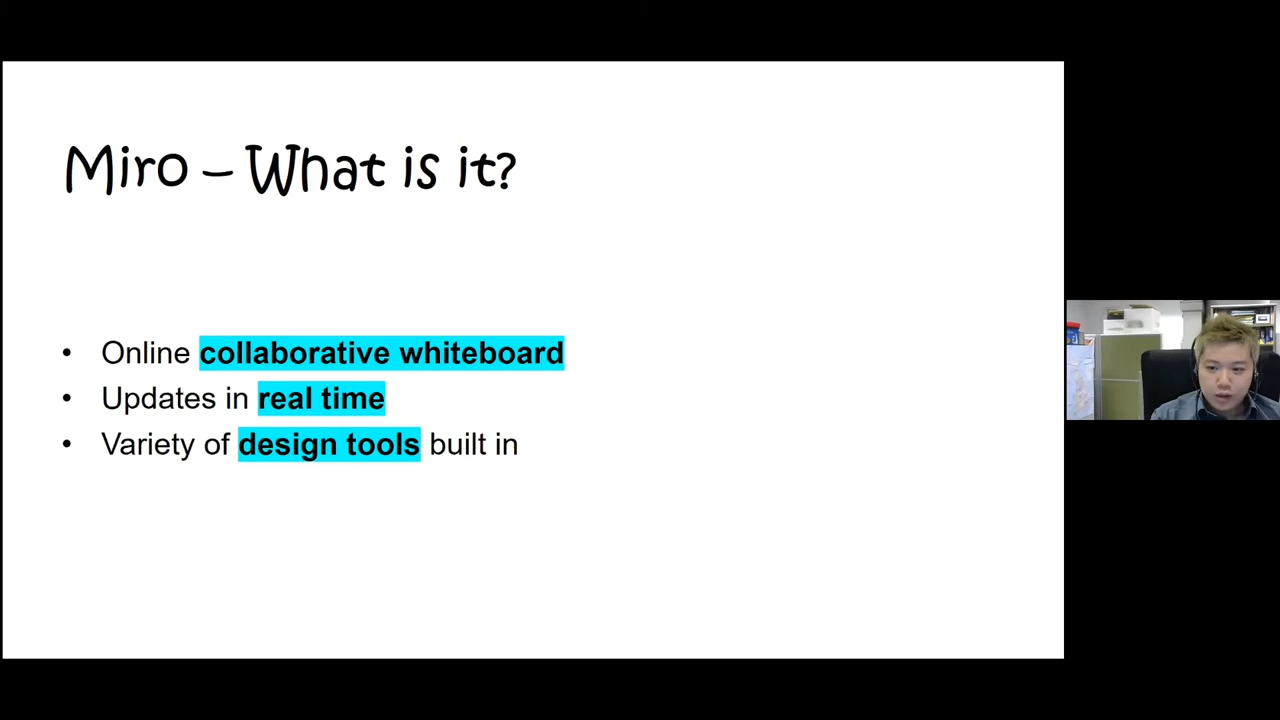 Miro – What is it?
• Online collaborative whiteboard
• Updates in real time
• Variety of design tools built in